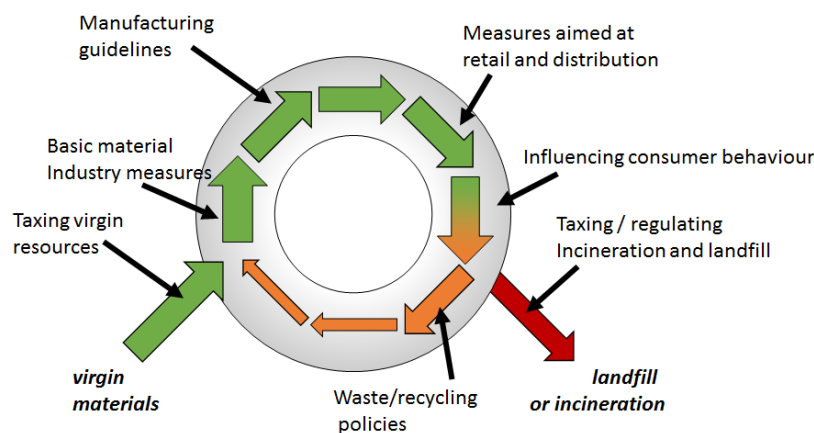 Manufacturing
guidelines
Measures aimed at
retail and distribution
Basic material
Industry measures
Influencing consumer behaviour
Taxing virgin
resources
Taxing / regulating
Incineration and landfill
virgin
materials
Waste/recycling
policies
landfill
or incineration